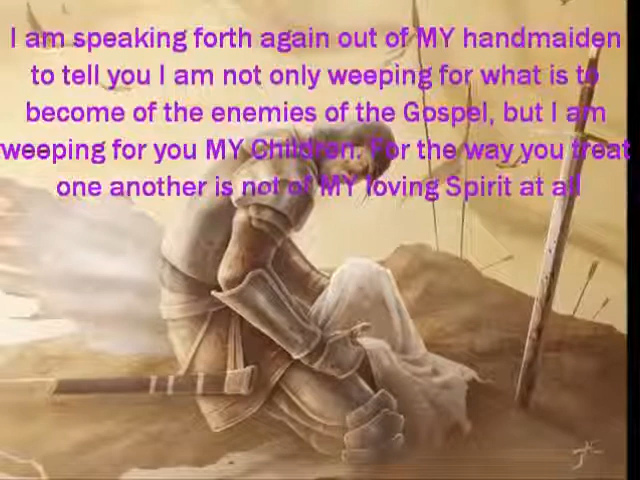 I am speaking forth again out of MY handmaiden
to tell you I am not only weeping for what is to
become of the enemies of the Gospel, but I am
weeping for you MY Children. For the way you treat
one another is not of MY loving Spirit at all